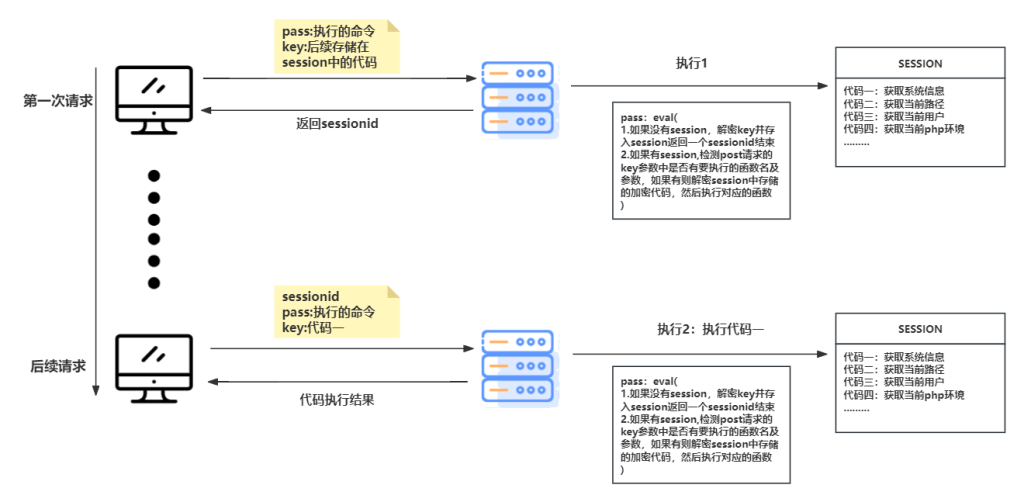 pass:执行的命令
key:后续存储在
session中的代码
第一次请求
返回sessionid
执行1
SESSION
代码一：获取系统信息
代码二：获取当前路径
代码三：获取当前用户
代码四：获取当前php环境
.........
pass：eval(
1.如果没有session，解密key并存
入session返回一个sessionid结束
2.如果有session,检测post请求的
key参数中是否有要执行的函数名及
参数，如果有则解密session中存储
的加密代码，然后执行对应的函数
)
sessionid
pass:执行的命令
key:代码一
后续请求
代码执行结果
执行2：执行代码一
SESSION
代码一：获取系统信息
代码二：获取当前路径
代码三：获取当前用户
代码四：获取当前php环境
.........
pass：eval(
1.如果没有session，解密key并存
入session返回一个sessionid结束
2.如果有session,检测post请求的
key参数中是否有要执行的函数名及
参数，如果有则解密session中存储
的加密代码，然后执行对应的函数
)